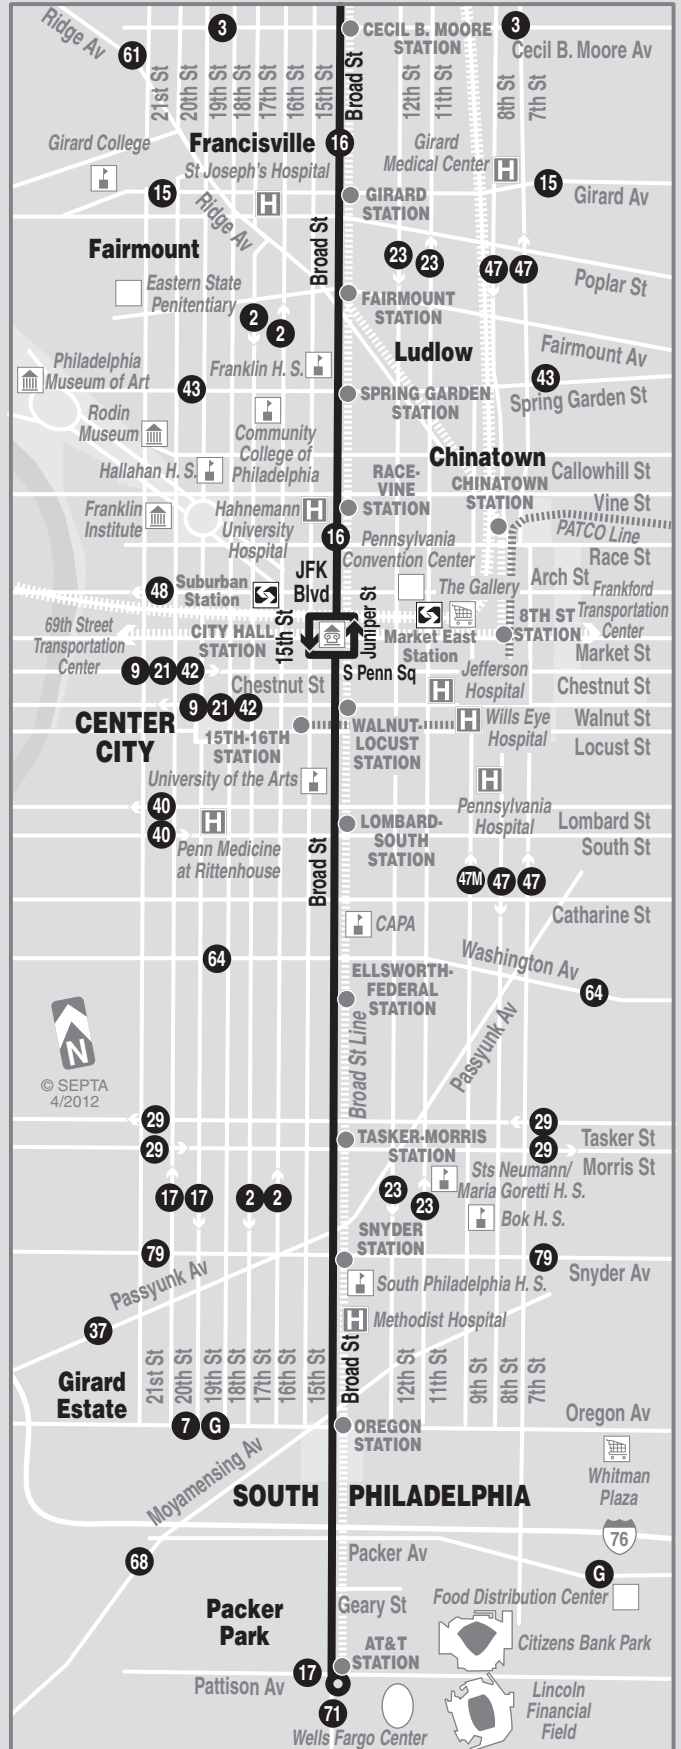 Ridge Av
61
3
CECIL B. MOORE
STATION
3
Cecil B. Moore Av
21st St
20th St
19th St
18th St
17th St
16th St
15th St
Broad St
12th St
11th St
8th St
7th St
Girard College
Francisville
16
Girard
Medical Center
H
St Joseph's Hospital
H
15
15
Girard Av
GIRARD
STATION
Ridge Av
Broad St
Fairmount
23
23
47
47
Poplar St
Eastern State
Penitentiary
FAIRMOUNT
STATION
2
2
Ludlow
Fairmount Av
Philadelphia
Museum of Art
Franklin H. S.
43
43
SPRING GARDEN
STATION
Spring Garden St
Rodin
Museum
Community
College of
Philadelphia
Chinatown
Hallahan H. S.
RACE-
VINE
STATION
CHINATOWN
STATION
Callowhill St
Vine St
Franklin
Institute
Hahnemann
University
Hospital
H
16
Pennsylvania
Convention Center
PATCO Line
Race St
JFK
Blvd
Arch St
48
Suburban
Station
The Gallery
Frankford
Transportation
Center
69th Street
Transportation
Center
CITY HALL
STATION
15th St
Juniper St
Market East
Station
8TH ST
STATION
Market St
9
21
42
Chestnut St
S Penn Sq
Jefferson
Hospital
H
Chestnut St
9
21
42
CENTER
CITY
15TH-16TH
STATION
WALNUT-
LOCUST
STATION
H
Wills Eye
Hospital
Walnut St
Locust St
University of the Arts
H
Pennsylvania
Hospital
40
40
H
Penn Medicine
at Rittenhouse
LOMBARD-
SOUTH
STATION
Lombard St
South St
Broad St
47M
47
47
CAPA
Catharine St
64
Washington Av
64
ELLSWORTH-
FEDERAL
STATION
N
© SEPTA
4/2012
Broad St Line
Passyunk Av
29
29
29
29
TASKER-MORRIS
STATION
Tasker St
Morris St
17
17
2
2
23
23
Sts Neumann/
Maria Goretti H. S.
Bok H. S.
SNYDER
STATION
79
79
Snyder Av
Passyunk Av
South Philadelphia H. S.
37
H
Methodist Hospital
21st St
20th St
19th St
18th St
17th St
16th St
15th St
Broad St
12th St
11th St
9th St
8th St
7th St
Girard
Estate
7
G
OREGON
STATION
Oregon Av
Moyamensing Av
Whitman
Plaza
SOUTH PHILADELPHIA
76
68
Packer Av
G
Food Distribution Center
Packer
Park
Geary St
Citizens Bank Park
AT&T
STATION
17
Pattison Av
71
Wells Fargo Center
Lincoln
Financial
Field